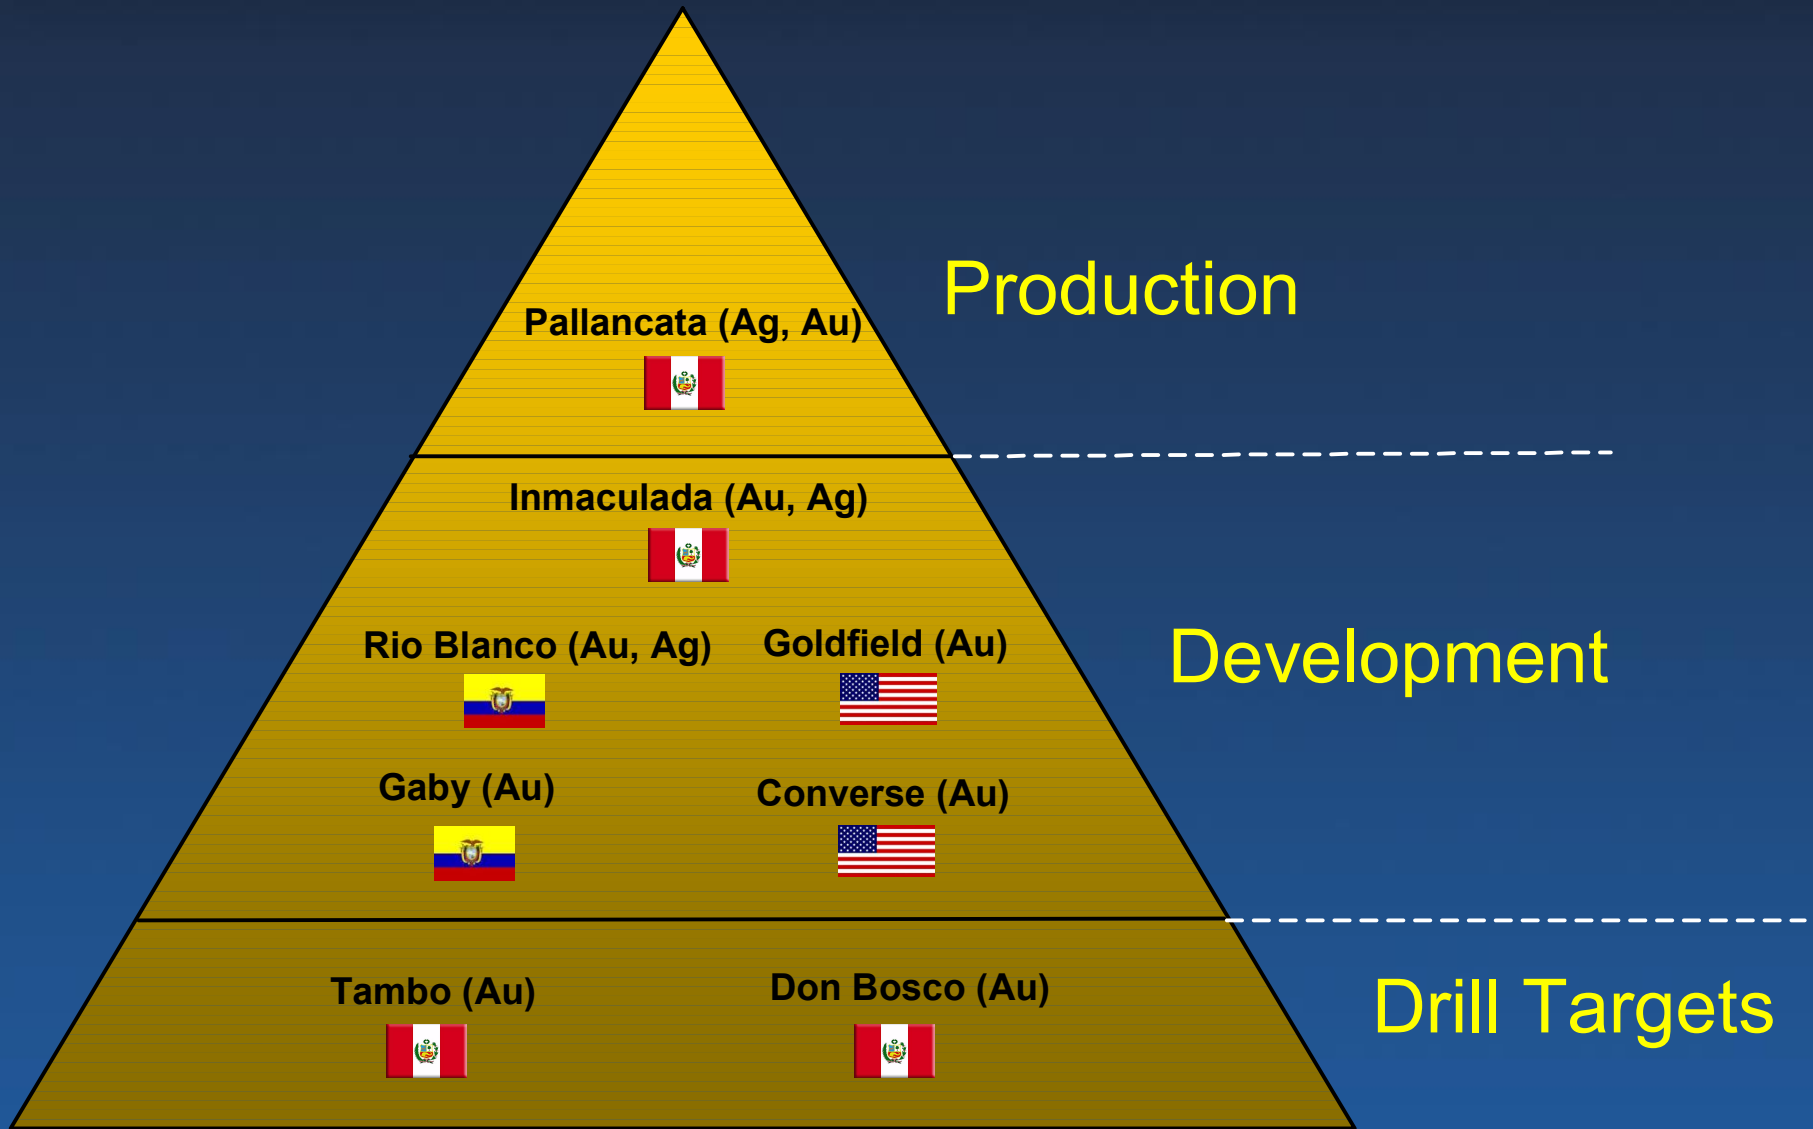 Production
Pallancata (Ag, Au)
Inmaculada (Au, Ag)
Rio Blanco (Au, Ag)
Goldfield (Au)
Development
Gaby (Au)
Converse (Au)
Tambo (Au)
Don Bosco (Au)
Drill Targets